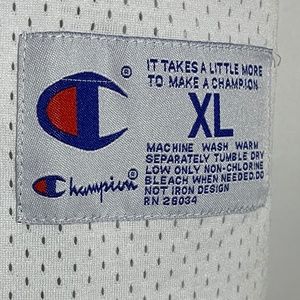 IT TAKES A LITTLE MORE
TO MAKE A CHAMPION.
XL
MACHINE WASH WARM
SEPARATELY TUMBLE DRY
LOW ONLY NON-CHLORINE
BLEACH WHEN NEEDED. DO
NOT IRON DESIGN
RN 28034
C ®
Champion ®